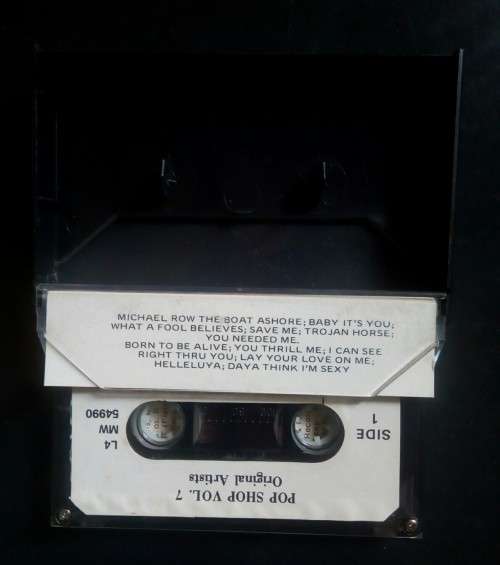 MICHAEL ROW THE BOAT ASHORE; BABY IT'S YOU;
WHAT A FOOL BELIEVES; SAVE ME; TROJAN HORSE;
YOU NEEDED ME.
BORN TO BE ALIVE; YOU THRILL ME; I CAN SEE
RIGHT THRU YOU; LAY YOUR LOVE ON ME;
HELLELUYA; DAYA THINK I'M SEXY
POP SHOP VOL. 7
Original Artists
SIDE
1
L4
MW
54990
100 50